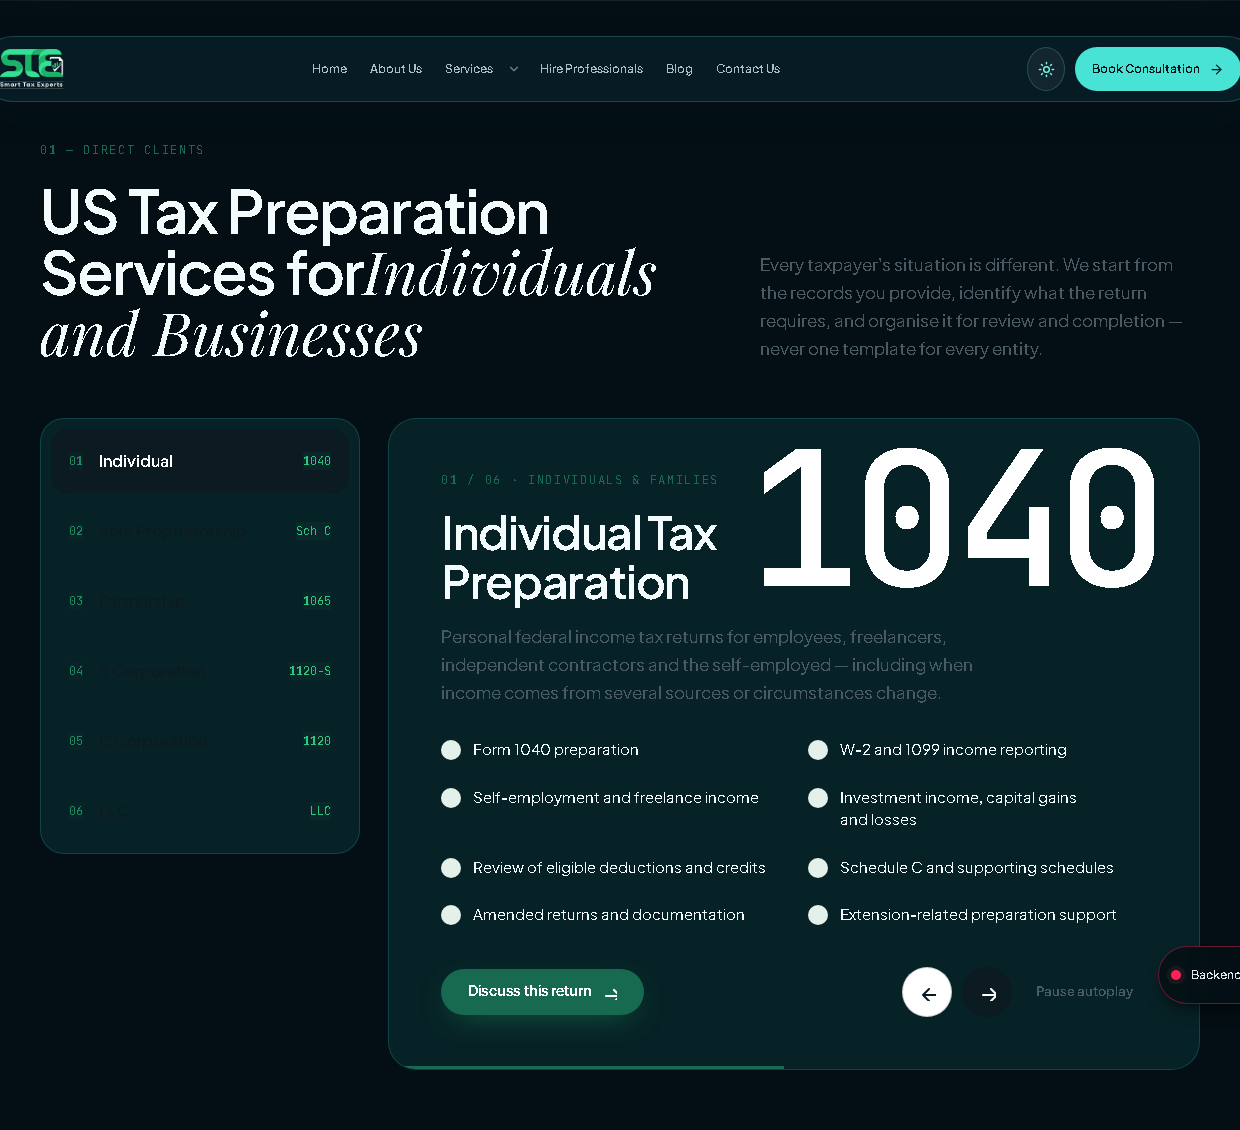 STE
Smart Tax Experts
Home
About Us
Services
Hire Professionals
Blog
Contact Us
Book Consultation
01 — DIRECT CLIENTS
US Tax Preparation
Services forIndividuals
and Businesses
Every taxpayer's situation is different. We start from
the records you provide, identify what the return
requires, and organise it for review and completion —
never one template for every entity.
01 Individual 1040
02 Sole Proprietorship Sch C
03 Partnership 1065
04 S Corporation 1120-S
05 C Corporation 1120
06 LLC LLC
01 / 06 · INDIVIDUALS & FAMILIES
1040
Individual Tax
Preparation
Personal federal income tax returns for employees, freelancers,
independent contractors and the self-employed — including when
income comes from several sources or circumstances change.
Form 1040 preparation
W-2 and 1099 income reporting
Self-employment and freelance income
Investment income, capital gains
and losses
Review of eligible deductions and credits
Schedule C and supporting schedules
Amended returns and documentation
Extension-related preparation support
Discuss this return
Pause autoplay